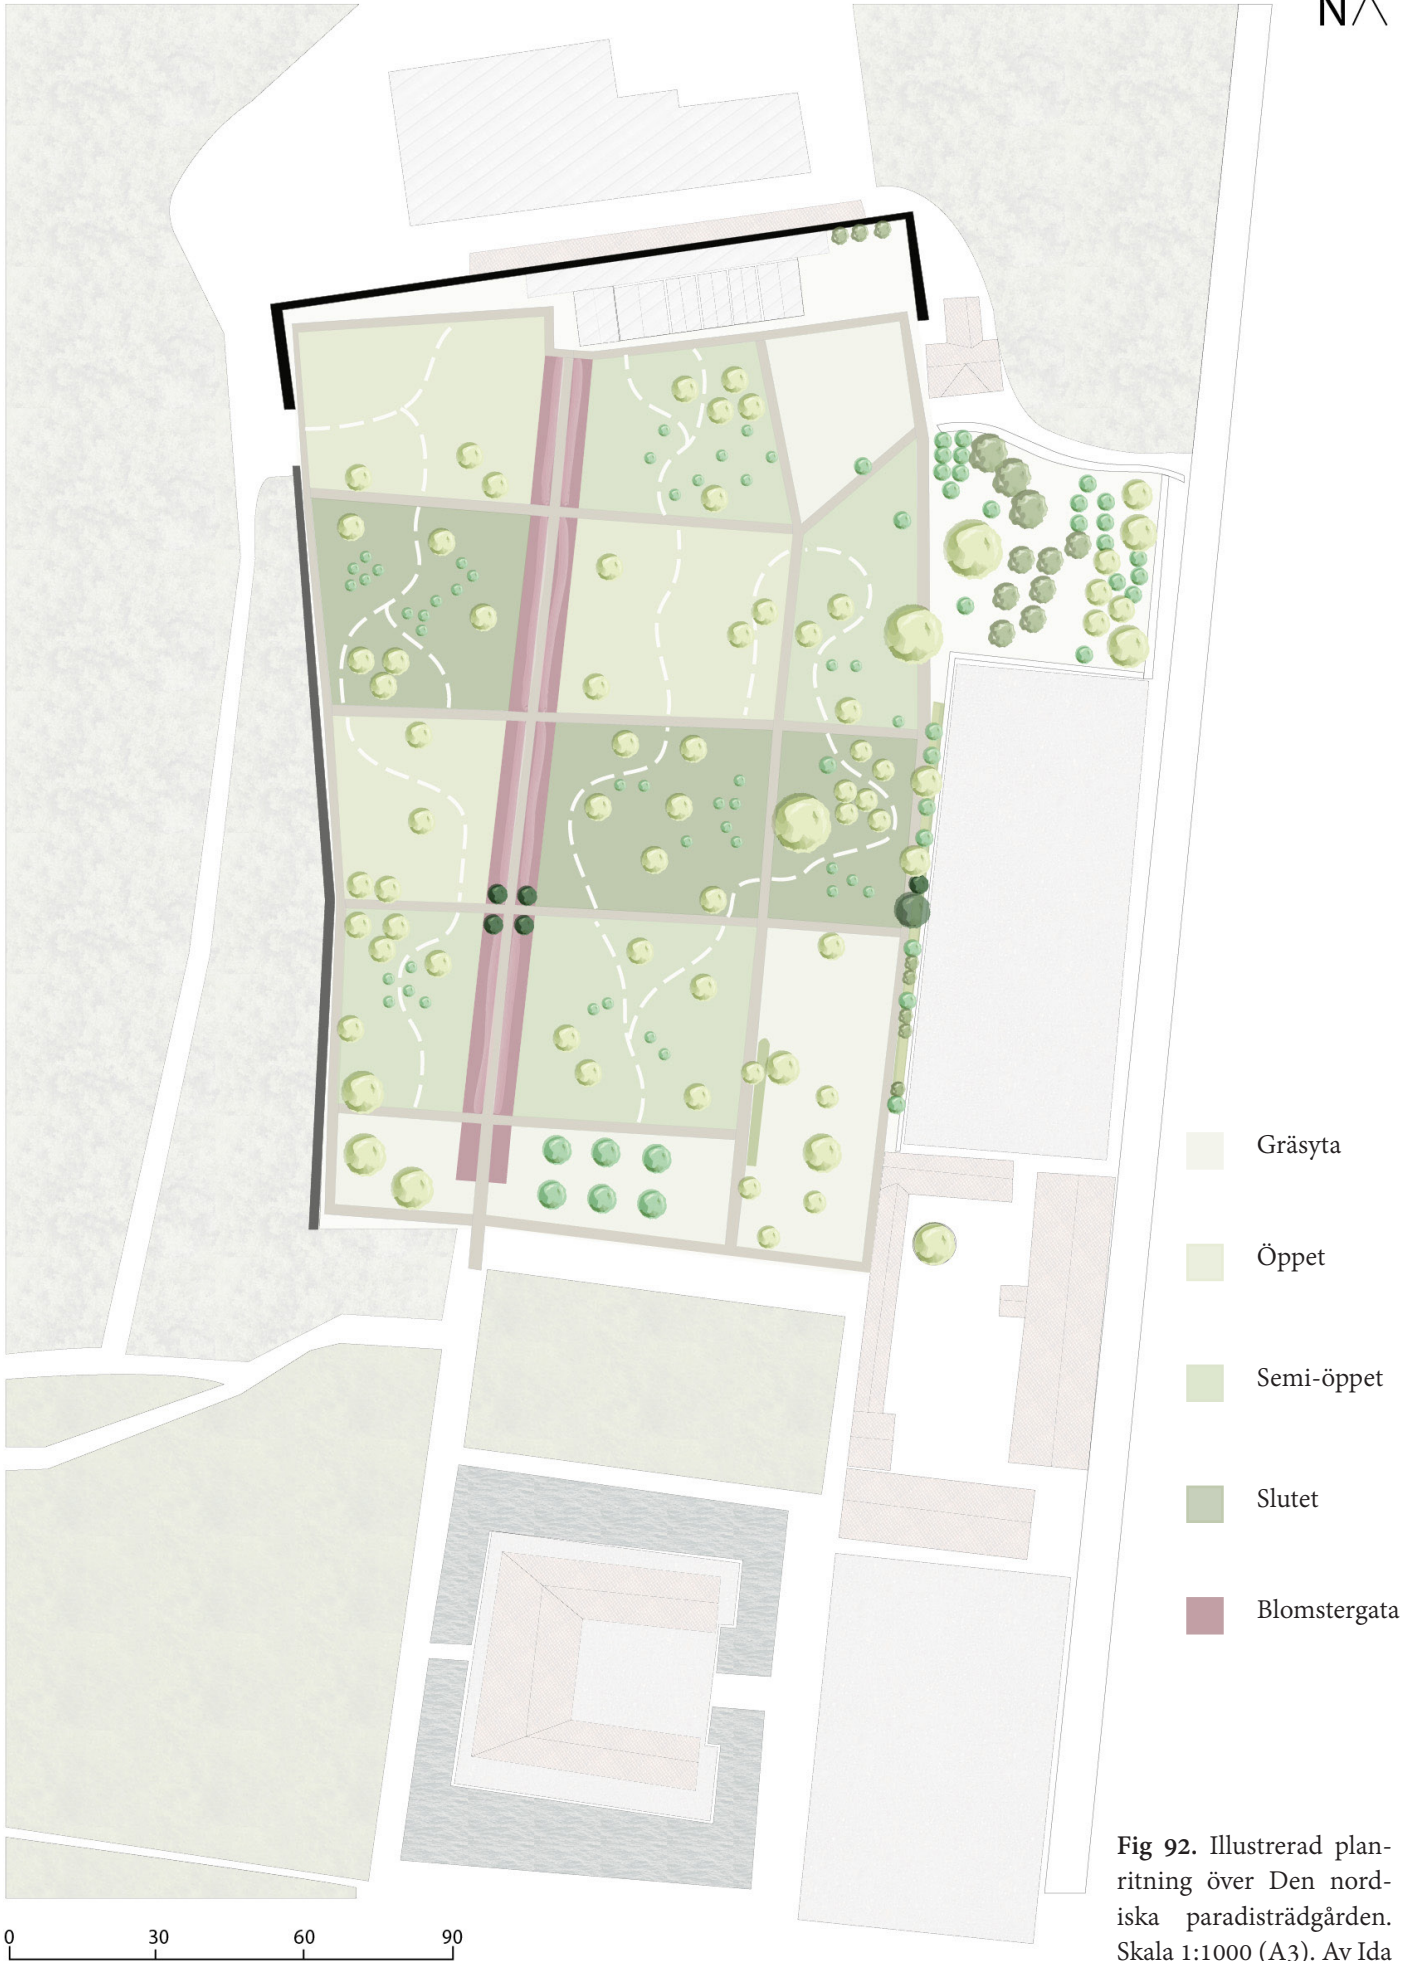 N
Gräsyta
Öppet
Semi-öppet
Slutet
Blomstergata
Fig 92. Illustrerad plan-
ritning över Den nord-
iska paradisträdgården.
Skala 1:1000 (A3). Av Ida
0 30 60 90